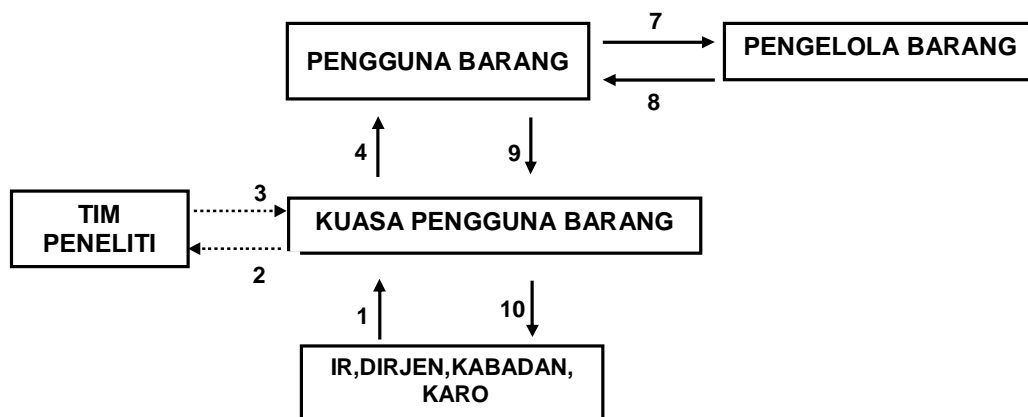 7
PENGGUNA BARANG
PENGELOLA BARANG
8
4
9
3
TIM
PENELITI
KUASA PENGGUNA BARANG
2
1
10
IR,DIRJEN,KABADAN,
KARO